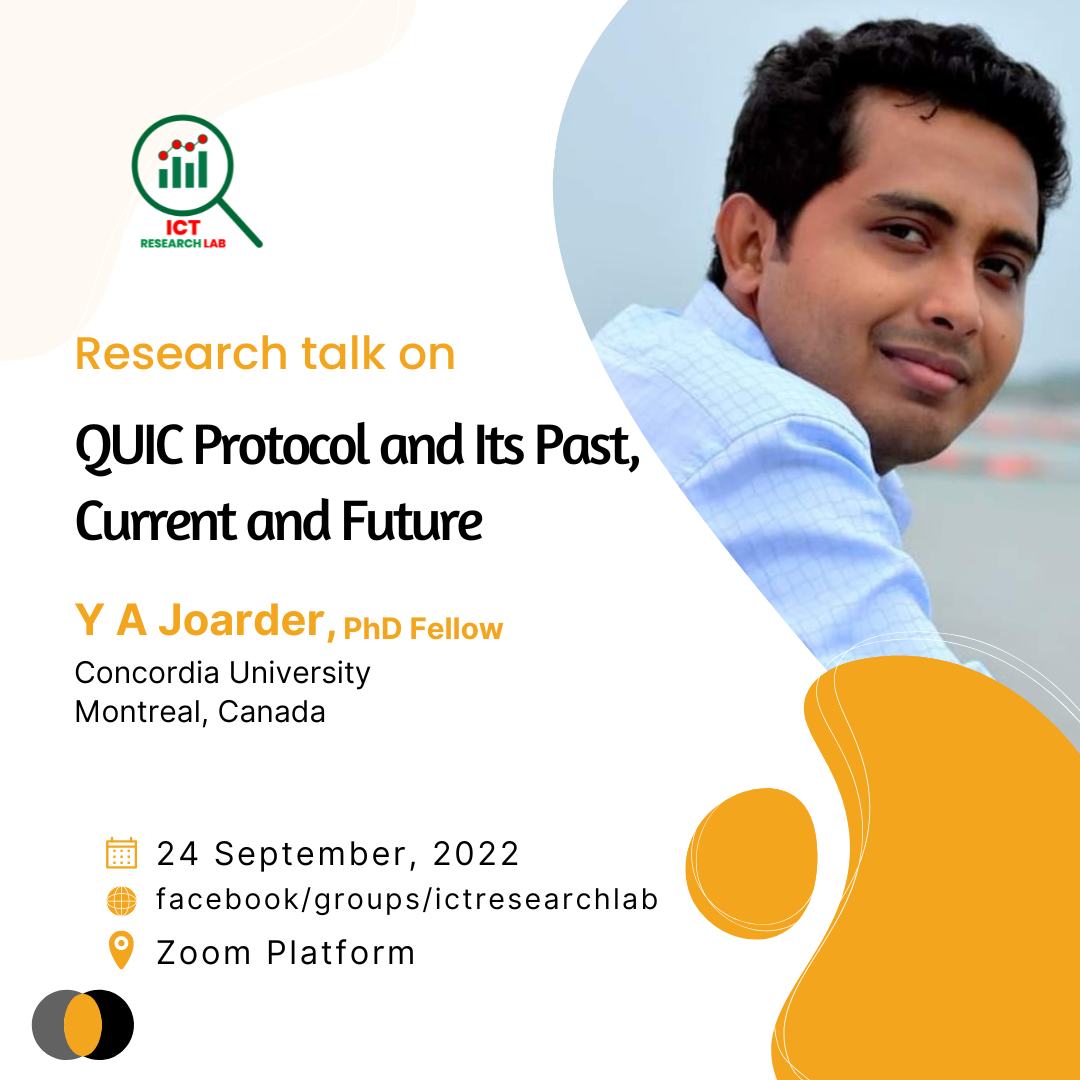 ICT
RESEARCH LAB
Research talk on
QUIC Protocol and Its Past,
Current and Future
Y A Joarder, PhD Fellow
Concordia University
Montreal, Canada
24 September, 2022
facebook/groups/ictresearchlab
Zoom Platform